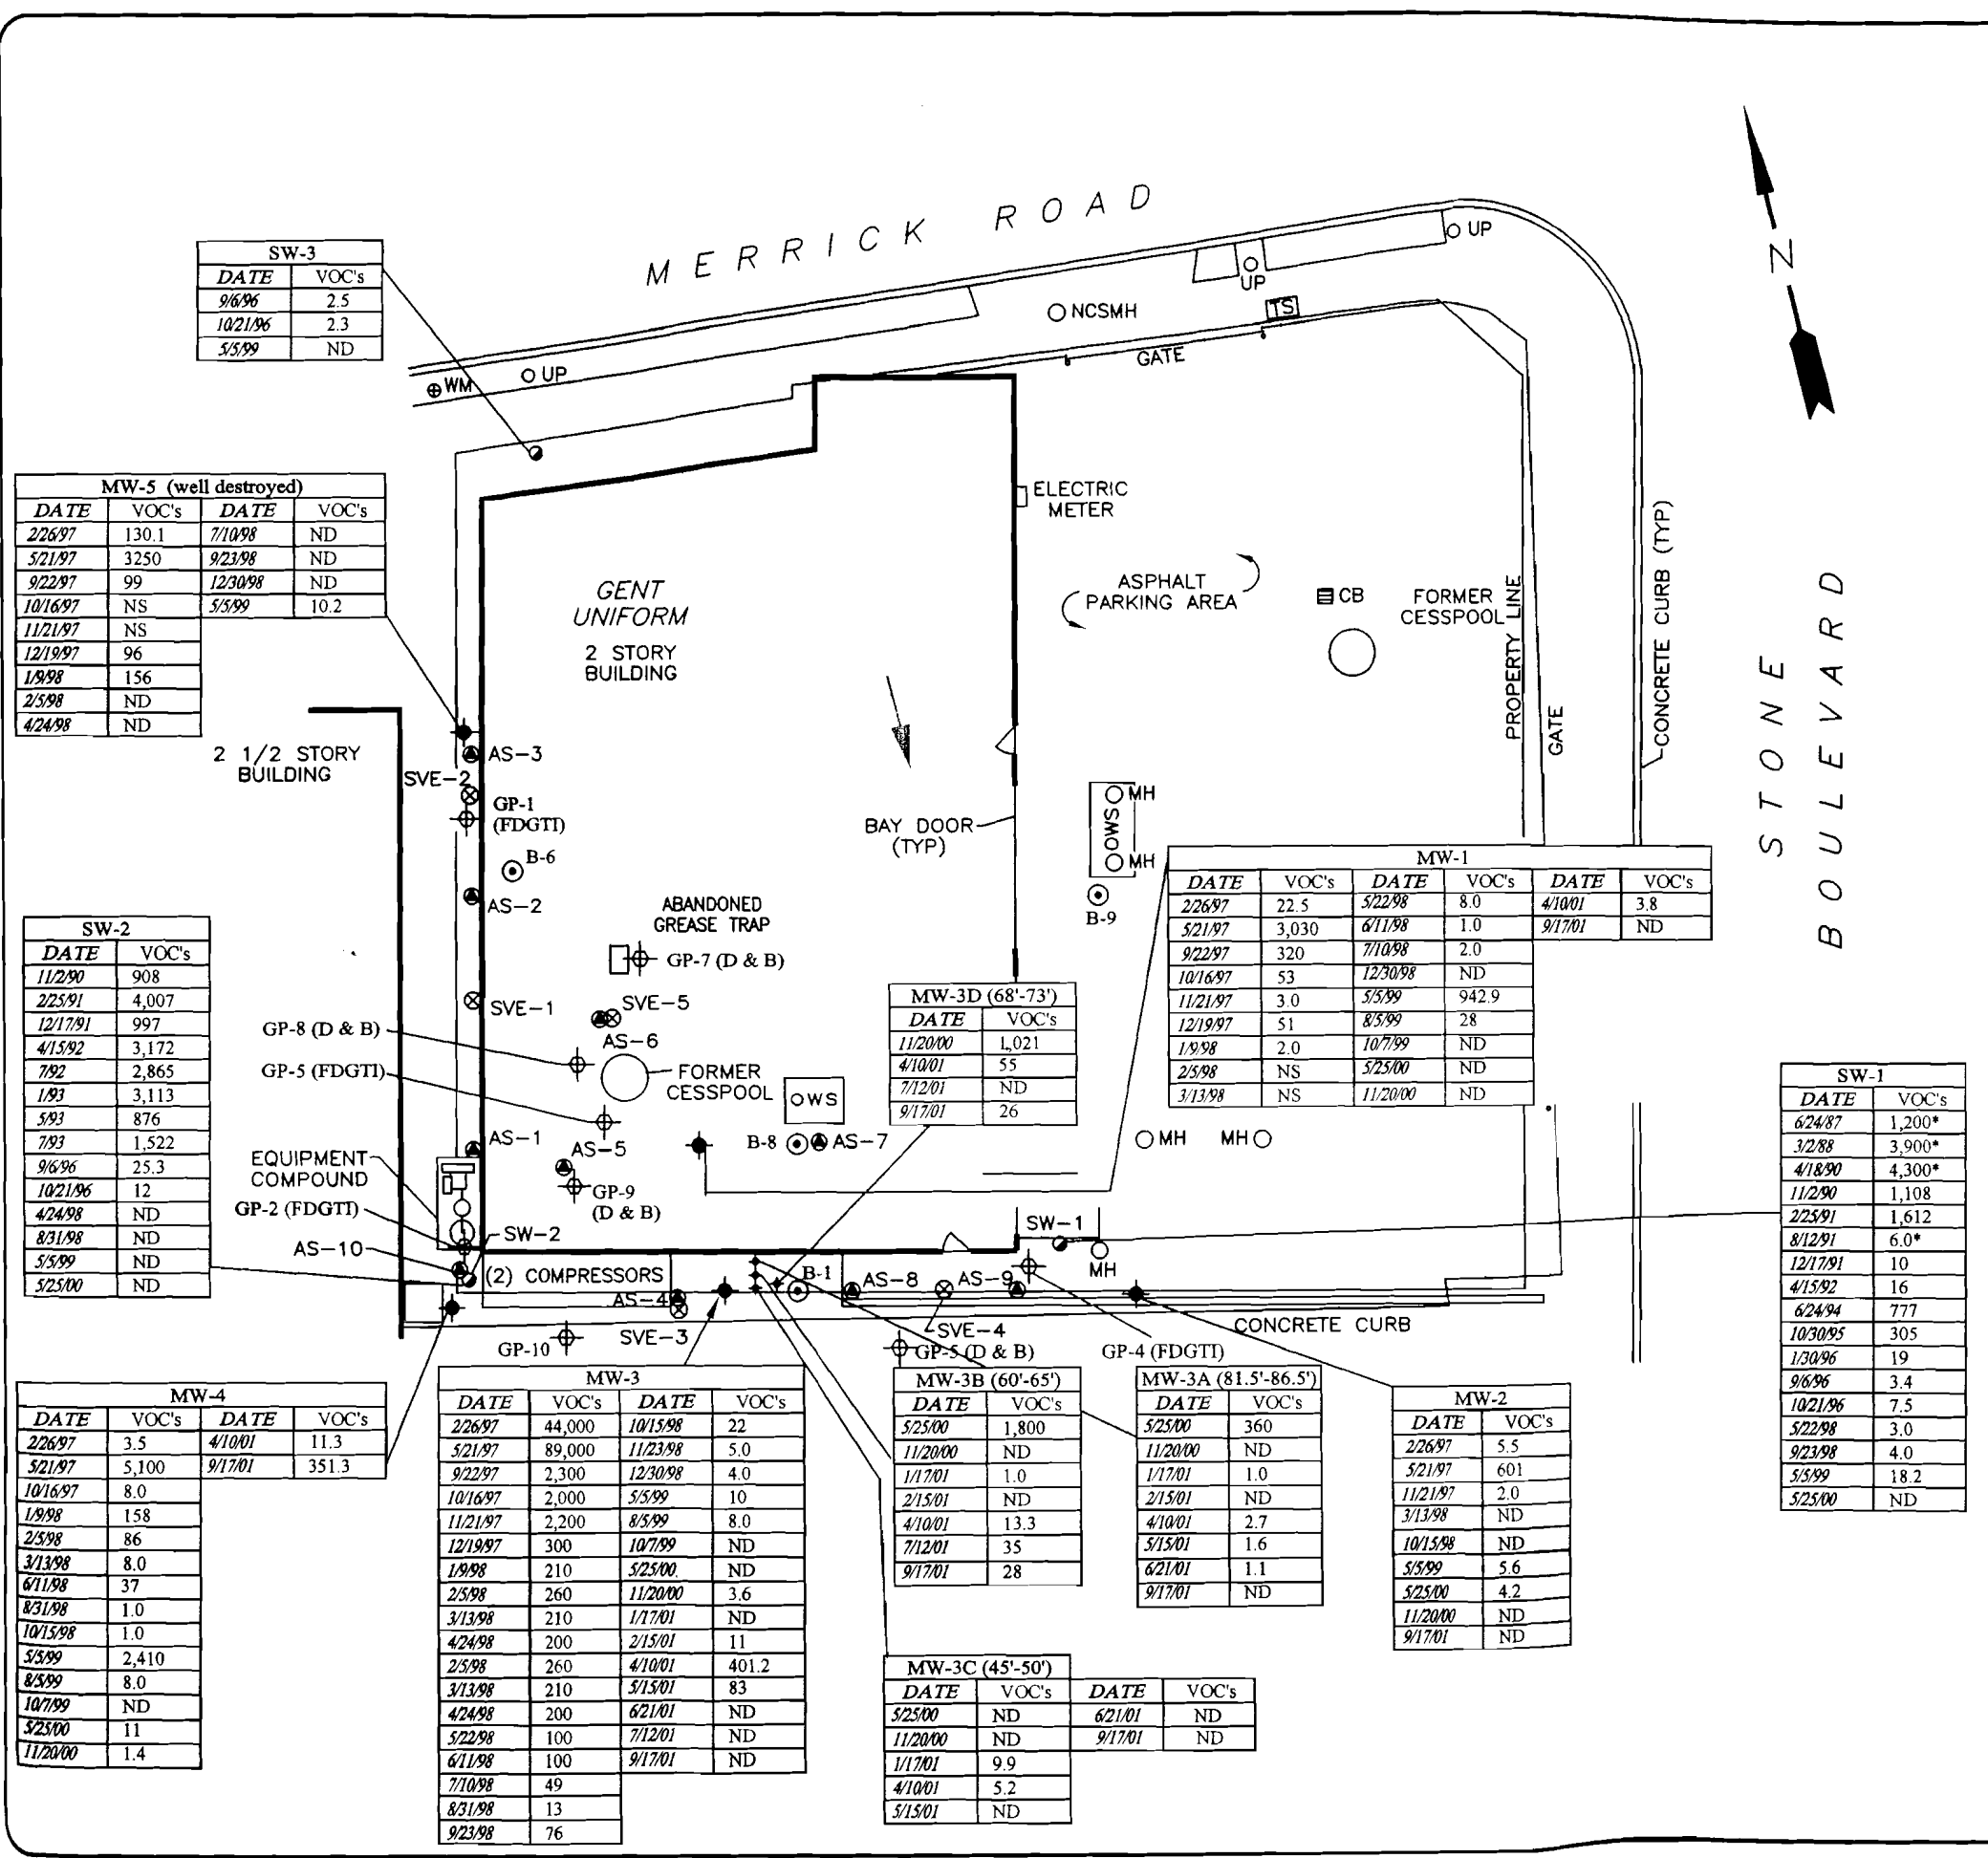 MERRICK ROAD
N
STONE
BOULEVARD
SW-3
DATE VOC's
9/6/96 2.5
10/21/96 2.3
5/5/99 ND
UP
UP
NCSMH
TS
GATE
WM
UP
MW-5 (well destroyed)
DATE VOC's DATE VOC's
2/26/97 130.1 7/10/98 ND
5/21/97 3250 9/23/98 ND
9/22/97 99 12/30/98 ND
10/16/97 NS 5/5/99 10.2
11/21/97 NS
12/19/97 96
1/9/98 156
2/5/98 ND
4/24/98 ND
ELECTRIC
METER
GENT
UNIFORM
2 STORY
BUILDING
ASPHALT
PARKING AREA
CB
FORMER
CESSPOOL
PROPERTY LINE
GATE
CONCRETE CURB (TYP)
2 1/2 STORY
BUILDING
AS-3
SVE-2
GP-1
(FDGTI)
B-6
AS-2
BAY DOOR
(TYP)
MH
OWS
MH
B-9
ABANDONED
GREASE TRAP
GP-7 (D & B)
MW-1
DATE VOC's DATE VOC's DATE VOC's
2/26/97 22.5 5/22/98 8.0 4/10/01 3.8
5/21/97 3,030 6/11/98 1.0 9/17/01 ND
9/22/97 320 7/10/98 2.0
10/16/97 53 12/30/98 ND
11/21/97 3.0 5/5/99 942.9
12/19/97 51 8/5/99 28
1/9/98 2.0 10/7/99 ND
2/5/98 NS 5/25/00 ND
3/13/98 NS 11/20/00 ND
SW-2
DATE VOC's
11/2/90 908
2/25/91 4,007
12/17/91 997
4/15/92 3,172
7/92 2,865
1/93 3,113
5/93 876
7/93 1,522
9/6/96 25.3
10/21/96 12
4/24/98 ND
8/31/98 ND
5/5/99 ND
5/25/00 ND
SVE-1
SVE-5
AS-6
GP-8 (D & B)
GP-5 (FDGTI)
FORMER
CESSPOOL
OWS
MW-3D (68'-73')
DATE VOC's
11/20/00 1,021
4/10/01 55
7/12/01 ND
9/17/01 26
SW-1
DATE VOC's
6/24/87 1,200*
3/2/88 3,900*
4/18/90 4,300*
11/2/90 1,108
2/25/91 1,612
8/12/91 6.0*
12/17/91 10
4/15/92 16
6/24/94 777
10/30/95 305
1/30/96 19
9/6/96 3.4
10/21/96 7.5
5/22/98 3.0
9/23/98 4.0
5/5/99 18.2
5/25/00 ND
AS-1
AS-5
B-8
AS-7
MH
MH
EQUIPMENT
COMPOUND
GP-2 (FDGTI)
AS-10
GP-9
(D & B)
SW-2
SW-1
MH
(2) COMPRESSORS
AS-4
B-1
AS-8
AS-9
SVE-3
GP-10
SVE-4
GP-5 (D & B)
GP-4 (FDGTI)
CONCRETE CURB
MW-4
DATE VOC's DATE VOC's
2/26/97 3.5 4/10/01 11.3
5/21/97 5,100 9/17/01 351.3
10/16/97 8.0
1/9/98 158
2/5/98 86
3/13/98 8.0
6/11/98 37
8/31/98 1.0
10/15/98 1.0
5/5/99 2,410
8/5/99 8.0
10/7/99 ND
5/25/00 11
11/20/00 1.4
MW-3
DATE VOC's DATE VOC's
2/26/97 44,000 10/15/98 22
5/21/97 89,000 11/23/98 5.0
9/22/97 2,300 12/30/98 4.0
10/16/97 2,000 5/5/99 10
11/21/97 2,200 8/5/99 8.0
12/19/97 300 10/7/99 ND
1/9/98 210 5/25/00 ND
2/5/98 260 11/20/00 3.6
3/13/98 210 1/17/01 ND
4/24/98 200 2/15/01 11
2/5/98 260 4/10/01 401.2
3/13/98 210 5/15/01 83
4/24/98 200 6/21/01 ND
5/22/98 100 7/12/01 ND
6/11/98 100 9/17/01 ND
7/10/98 49
8/31/98 13
9/23/98 76
MW-3B (60'-65')
DATE VOC's
5/25/00 1,800
11/20/00 ND
1/17/01 1.0
2/15/01 ND
4/10/01 13.3
7/12/01 35
9/17/01 28
MW-3A (81.5'-86.5')
DATE VOC's
5/25/00 360
11/20/00 ND
1/17/01 1.0
2/15/01 ND
4/10/01 2.7
5/15/01 1.6
6/21/01 1.1
9/17/01 ND
MW-2
DATE VOC's
2/26/97 5.5
5/21/97 601
11/21/97 2.0
3/13/98 ND
10/15/98 ND
5/5/99 5.6
5/25/00 4.2
11/20/00 ND
9/17/01 ND
MW-3C (45'-50')
DATE VOC's DATE VOC's
5/25/00 ND 6/21/01 ND
11/20/00 ND 9/17/01 ND
1/17/01 9.9
4/10/01 5.2
5/15/01 ND